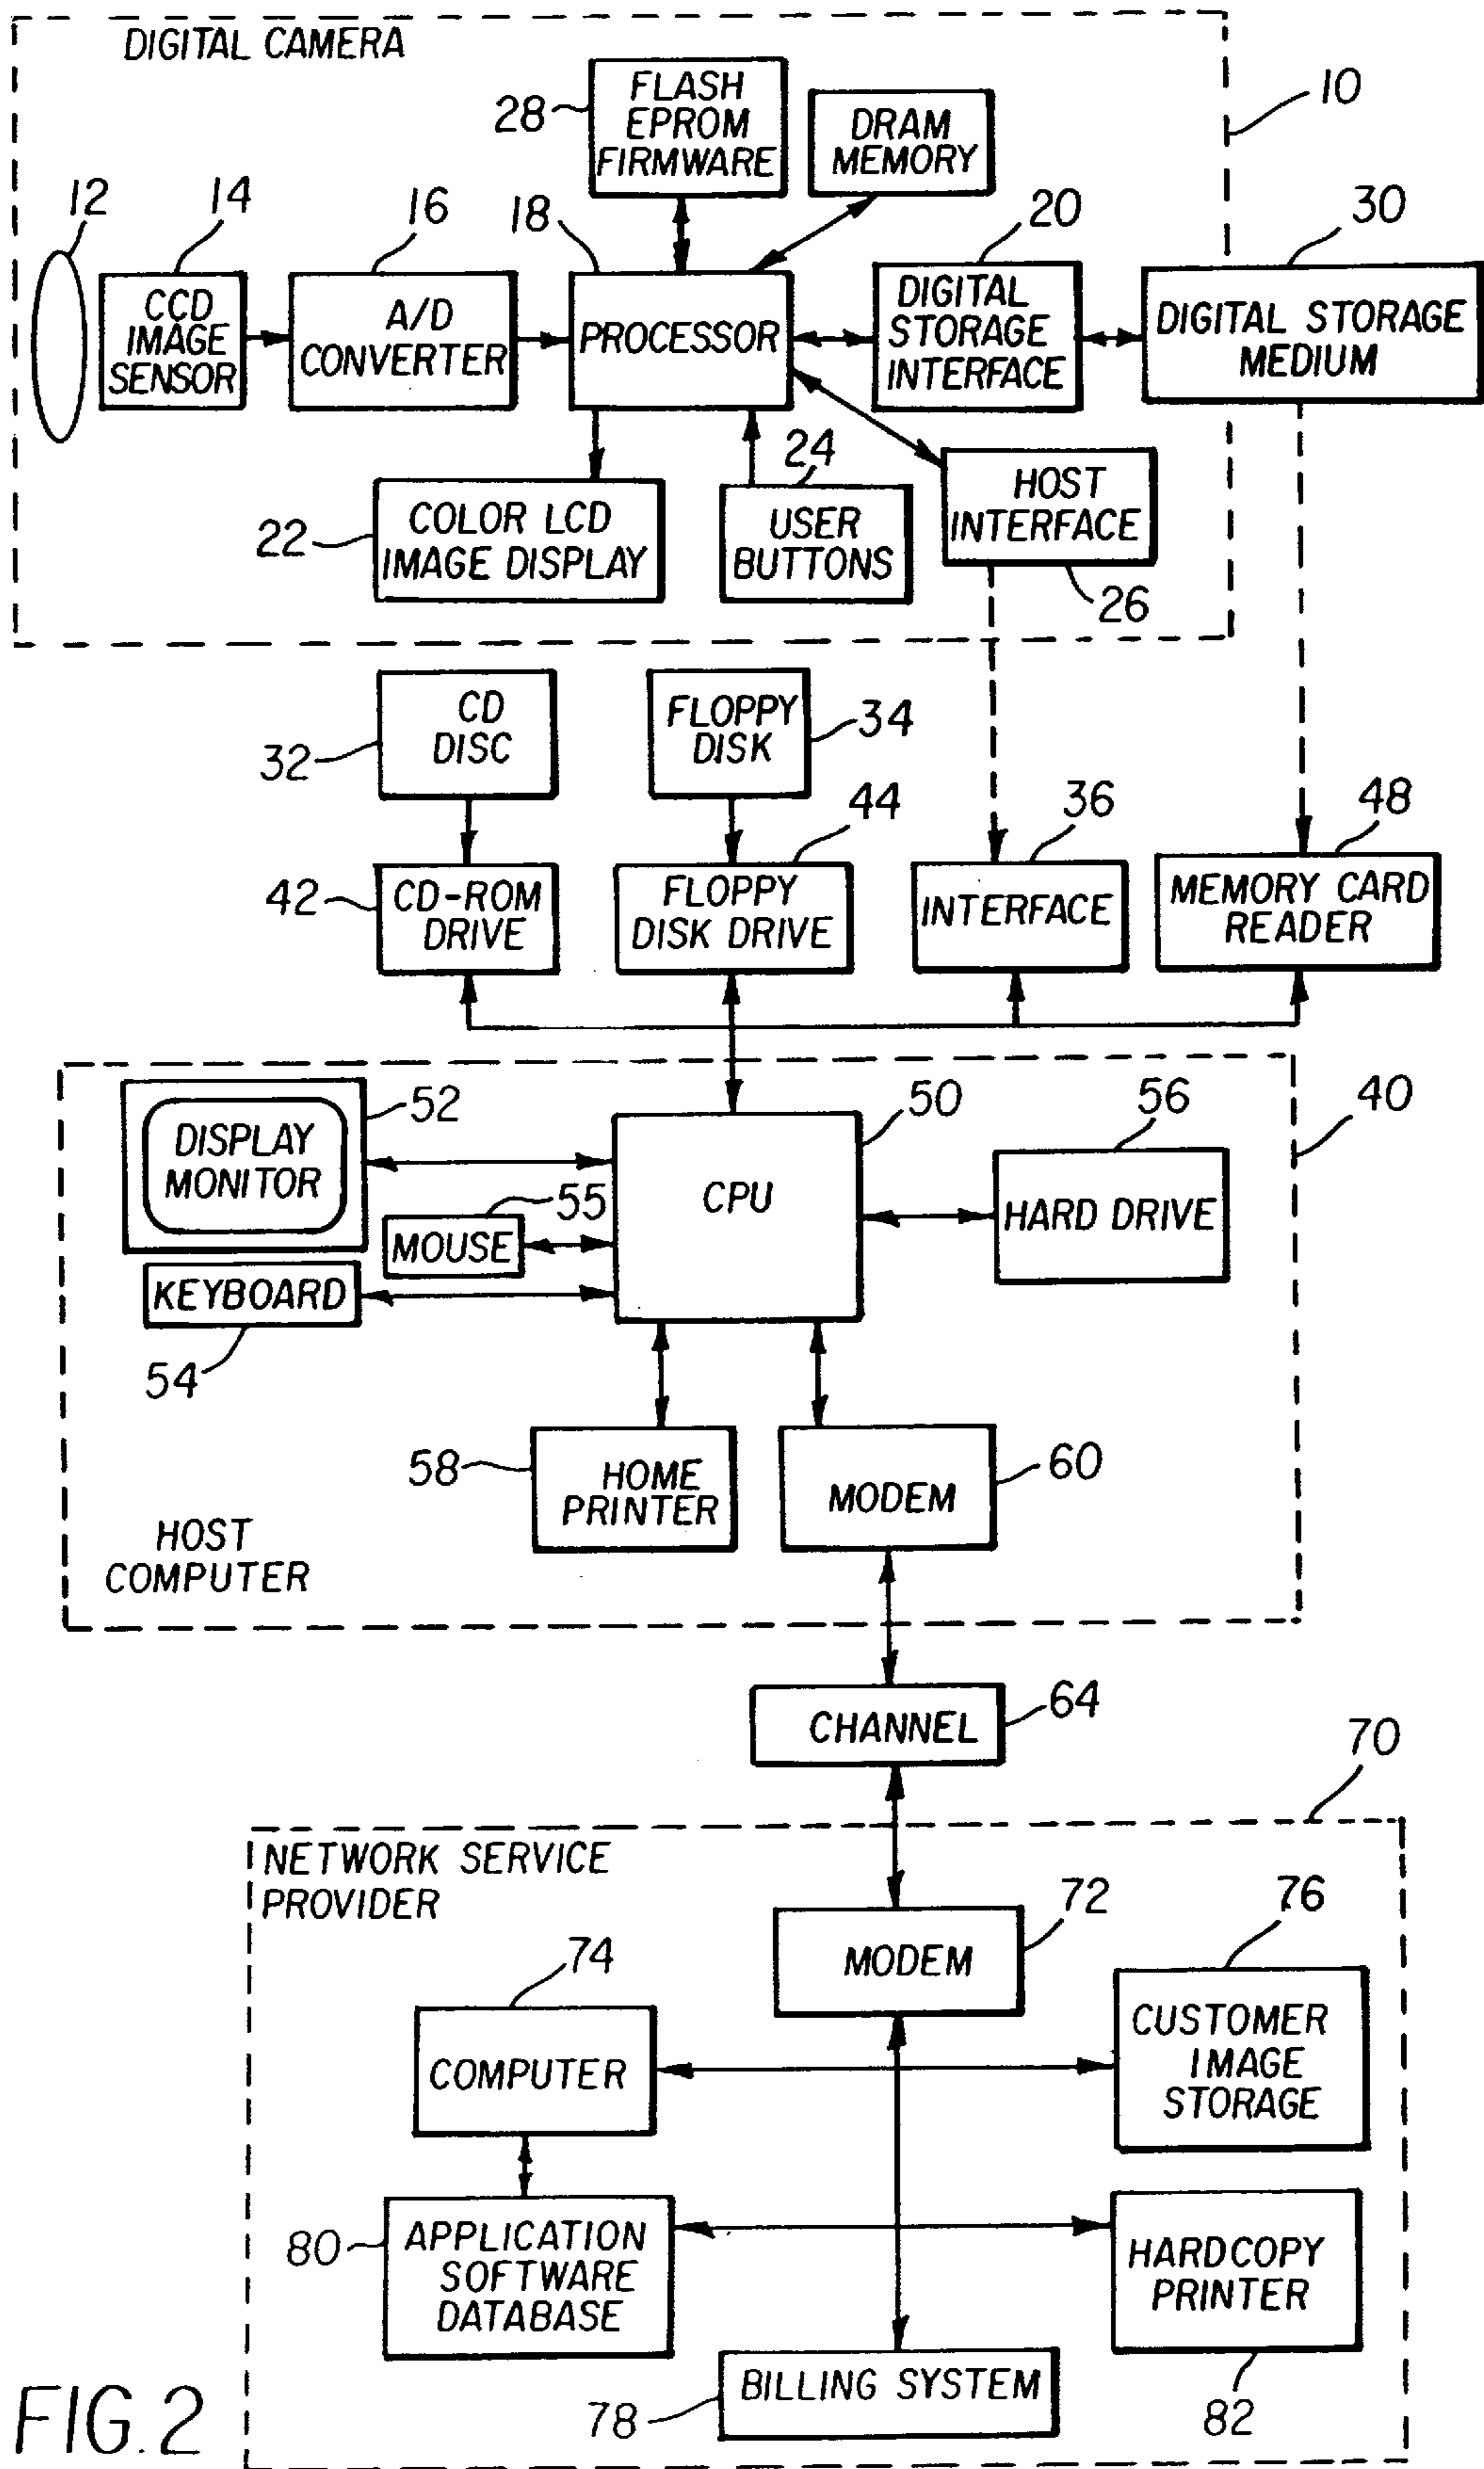 DIGITAL CAMERA
10
28
FLASH
EPROM
FIRMWARE
DRAM
MEMORY
12
14
16
18
20
30
CCD
IMAGE
SENSOR
A/D
CONVERTER
PROCESSOR
DIGITAL
STORAGE
INTERFACE
DIGITAL STORAGE
MEDIUM
22
COLOR LCD
IMAGE DISPLAY
24
USER
BUTTONS
HOST
INTERFACE
26
32
CD
DISC
FLOPPY
DISK
34
42
CD-ROM
DRIVE
44
FLOPPY
DISK DRIVE
36
INTERFACE
48
MEMORY CARD
READER
40
52
DISPLAY
MONITOR
50
CPU
56
HARD DRIVE
55
MOUSE
KEYBOARD
54
58
HOME
PRINTER
60
MODEM
HOST
COMPUTER
64
CHANNEL
70
NETWORK SERVICE
PROVIDER
72
MODEM
74
COMPUTER
76
CUSTOMER
IMAGE
STORAGE
80
APPLICATION
SOFTWARE
DATABASE
HARDCOPY
PRINTER
82
78
BILLING SYSTEM
FIG. 2